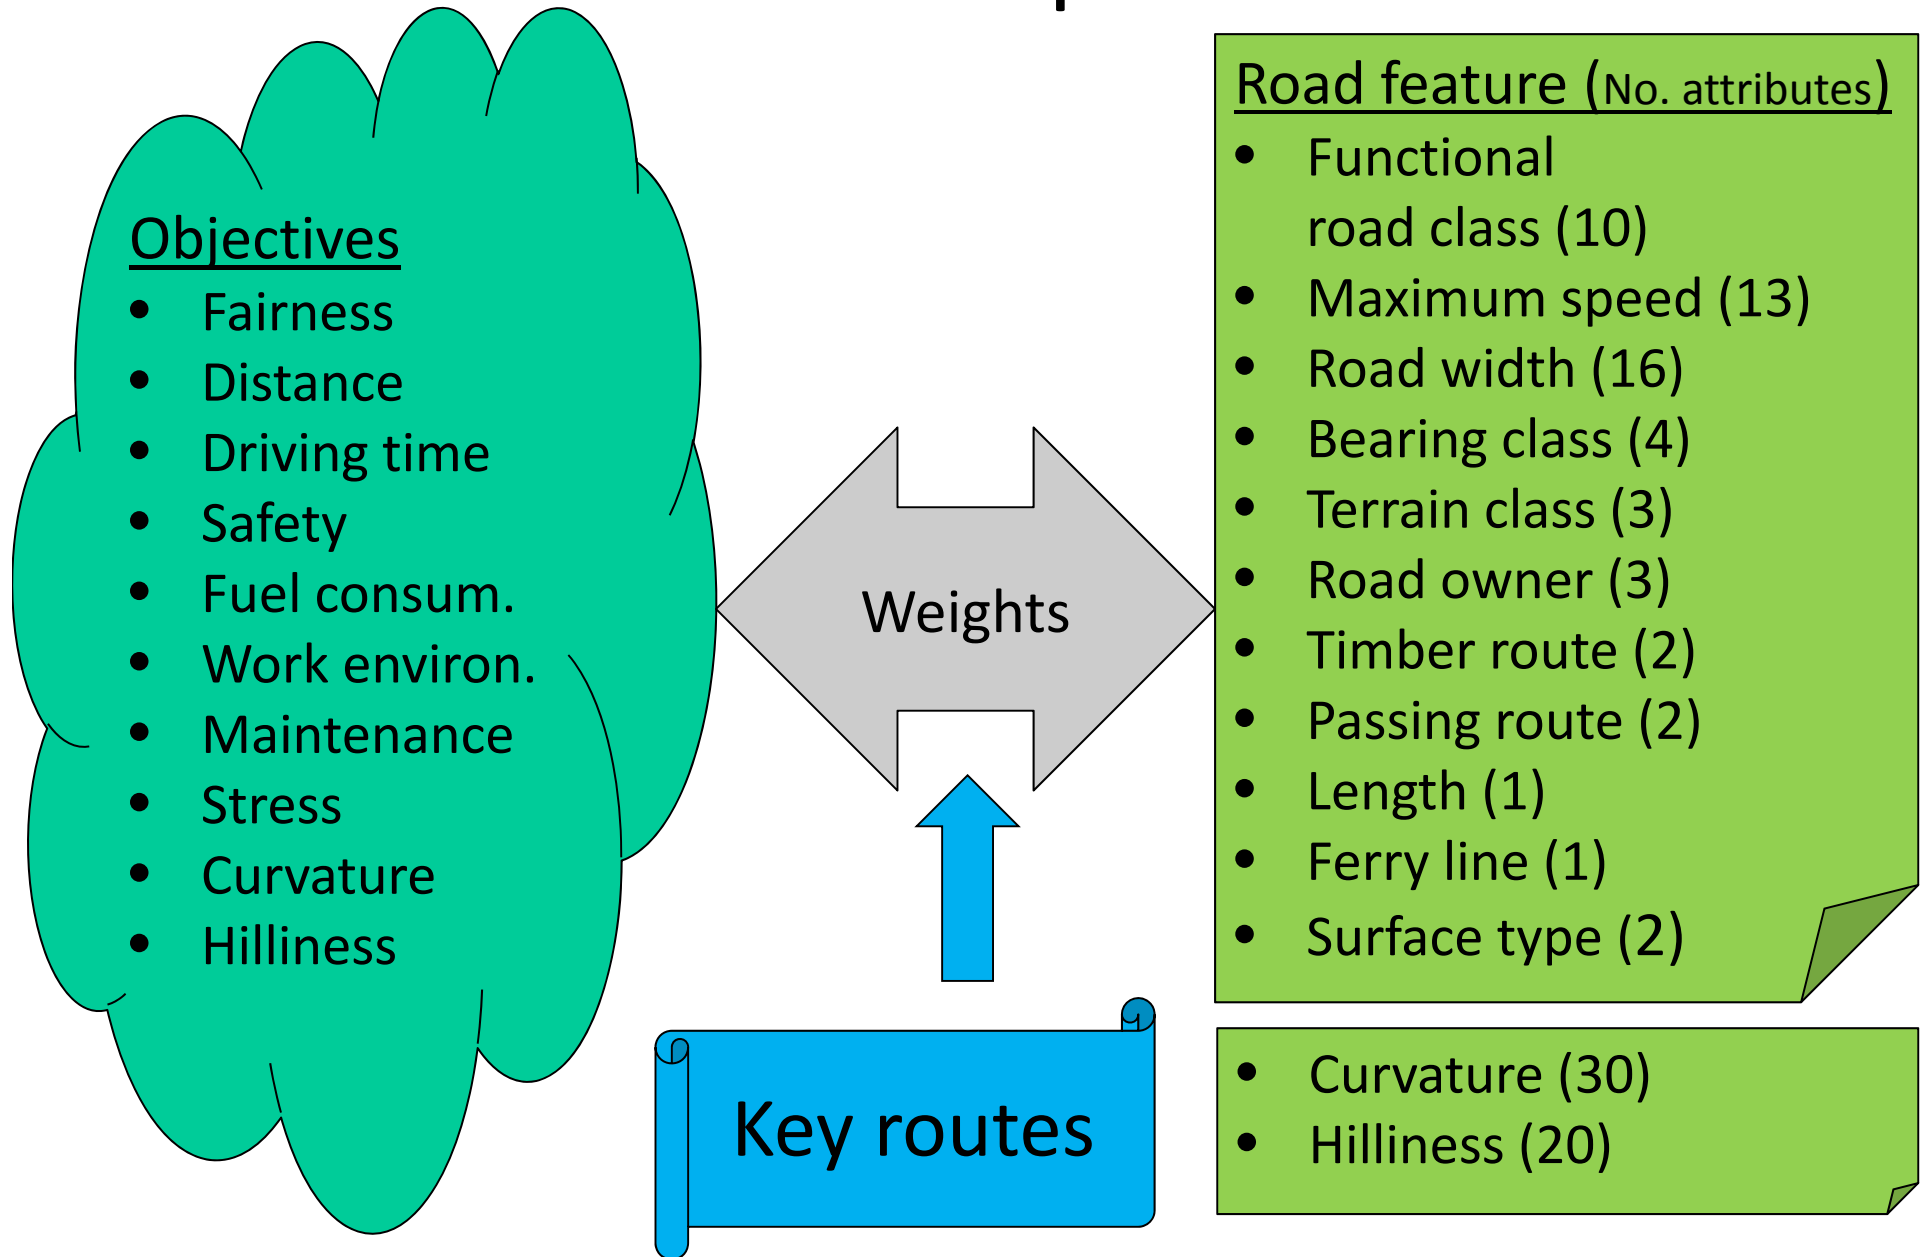 Objectives
• Fairness
• Distance
• Driving time
• Safety
• Fuel consum.
• Work environ.
• Maintenance
• Stress
• Curvature
• Hilliness
Weights
Key routes
Road feature (No. attributes)
• Functional
road class (10)
• Maximum speed (13)
• Road width (16)
• Bearing class (4)
• Terrain class (3)
• Road owner (3)
• Timber route (2)
• Passing route (2)
• Length (1)
• Ferry line (1)
• Surface type (2)
• Curvature (30)
• Hilliness (20)